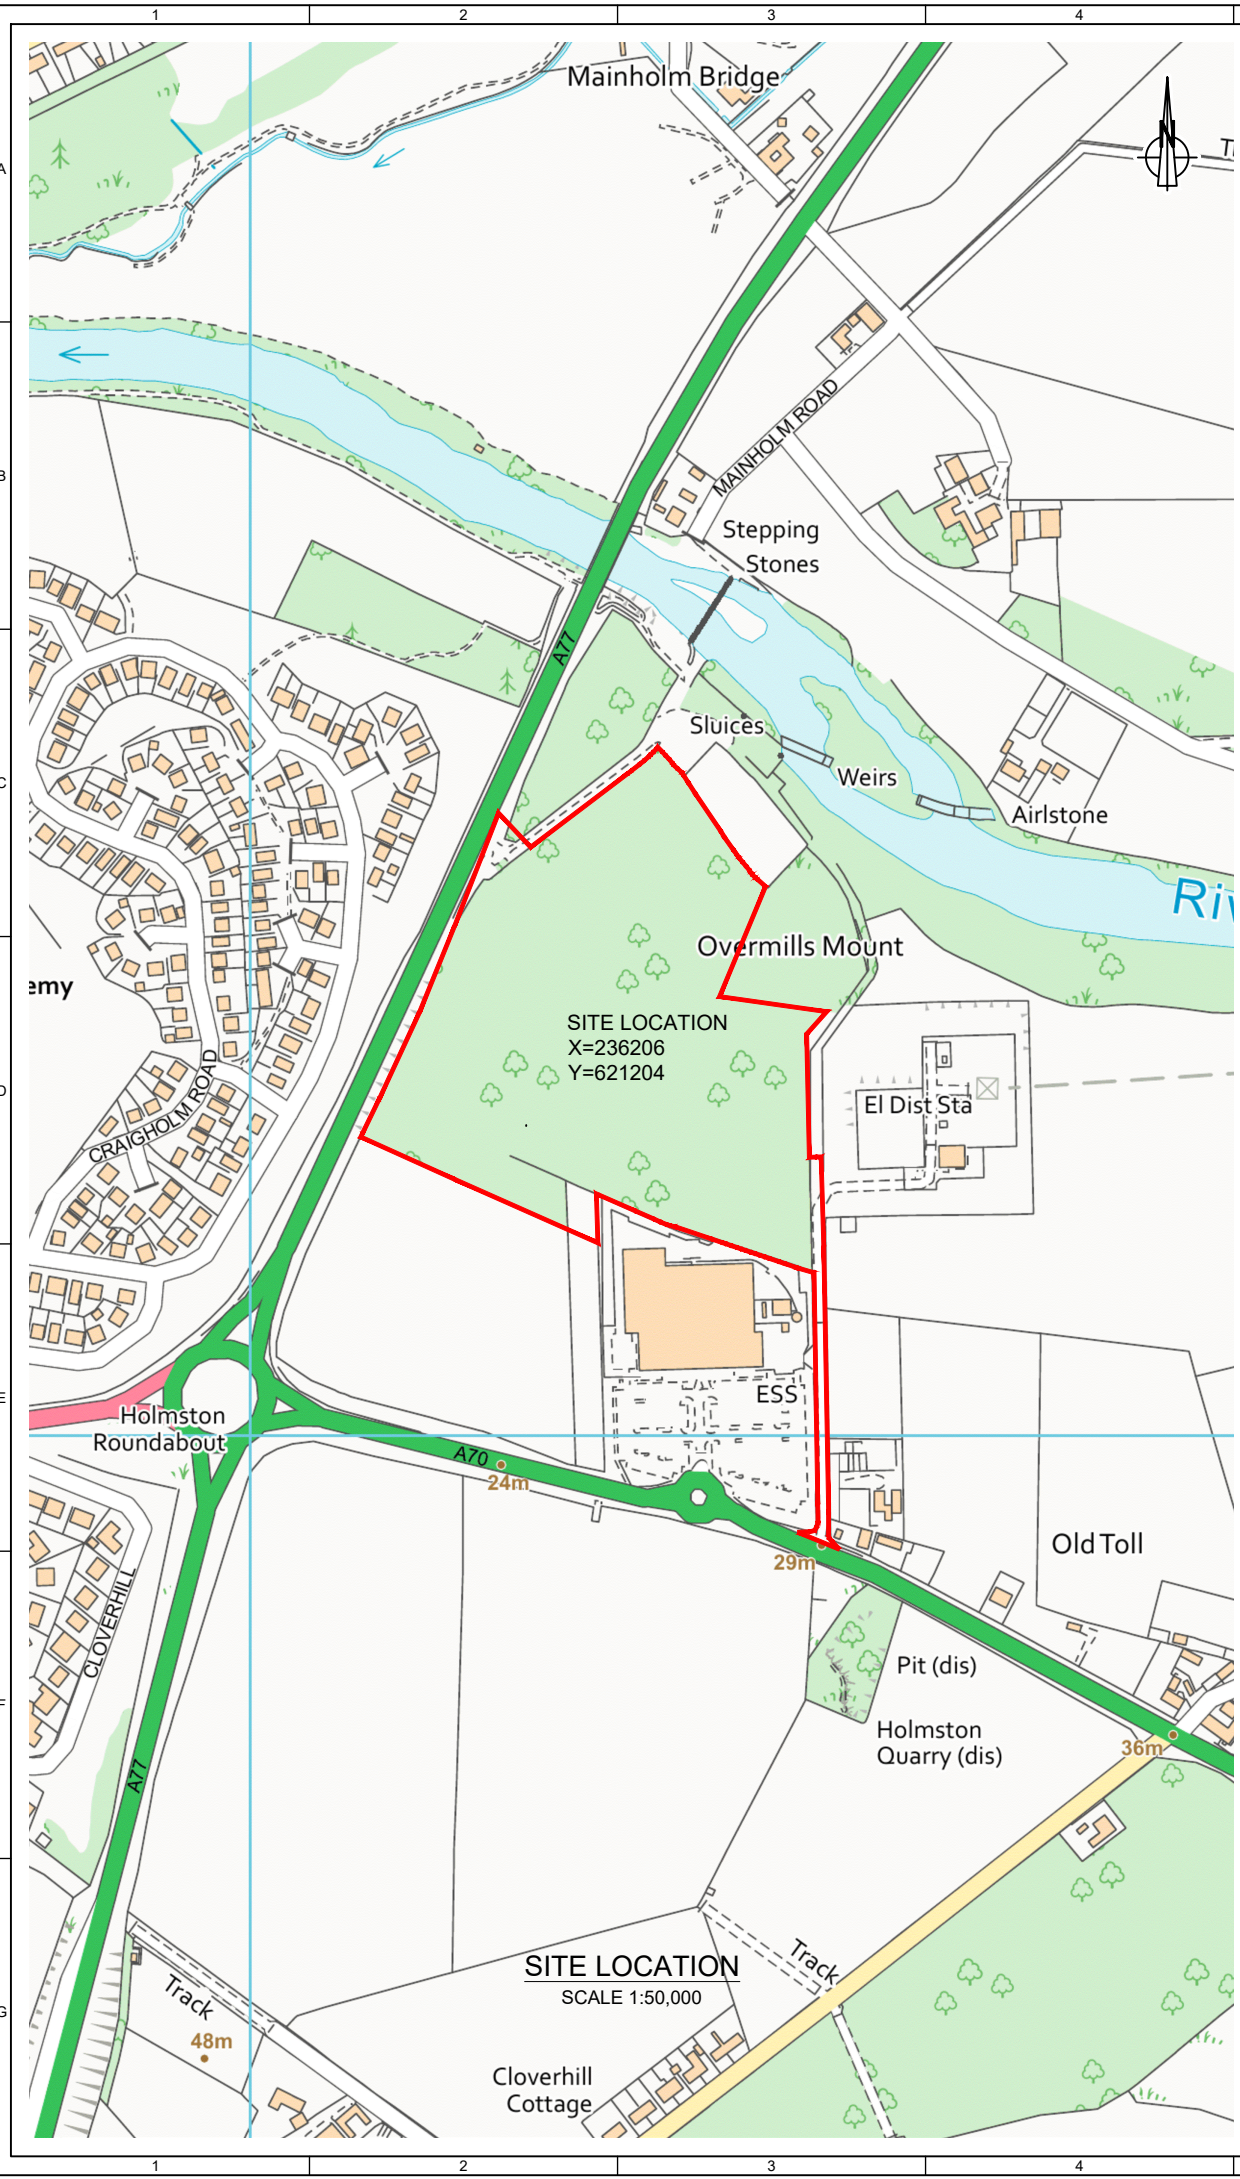 1
2
3
4
Mainholm Bridge
N
A
MAINHOLM ROAD
B
Stepping
Stones
A77
Sluices
Weirs
C
Airlstone
Overmills Mount
emy
SITE LOCATION
X=236206
Y=621204
CRAIGHOLM ROAD
D
El Dist Sta
ESS
E
Holmston
Roundabout
A70
24m
29m
Old Toll
CLOVERHILL
Pit (dis)
F
Holmston
Quarry (dis)
36m
A77
SITE LOCATION
SCALE 1:50,000
Track
Track
G
48m
Cloverhill
Cottage
1
2
3
4